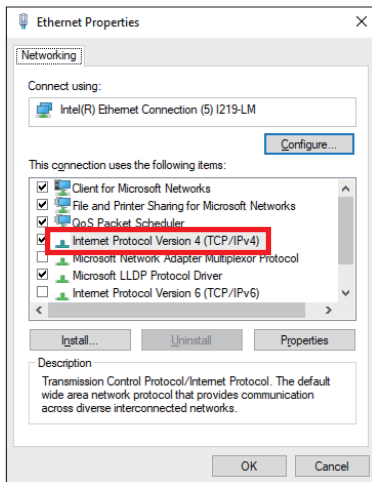 Ethernet Properties
Networking
Connect using:
Intel(R) Ethernet Connection (5) I219-LM
Configure...
This connection uses the following items:
Client for Microsoft Networks
File and Printer Sharing for Microsoft Networks
QoS Packet Scheduler
Internet Protocol Version 4 (TCP/IPv4)
Microsoft Network Adapter Multiplexor Protocol
Microsoft LLDP Protocol Driver
Internet Protocol Version 6 (TCP/IPv6)
Install... Uninstall Properties
Description
Transmission Control Protocol/Internet Protocol. The default
wide area network protocol that provides communication
across diverse interconnected networks.
OK Cancel